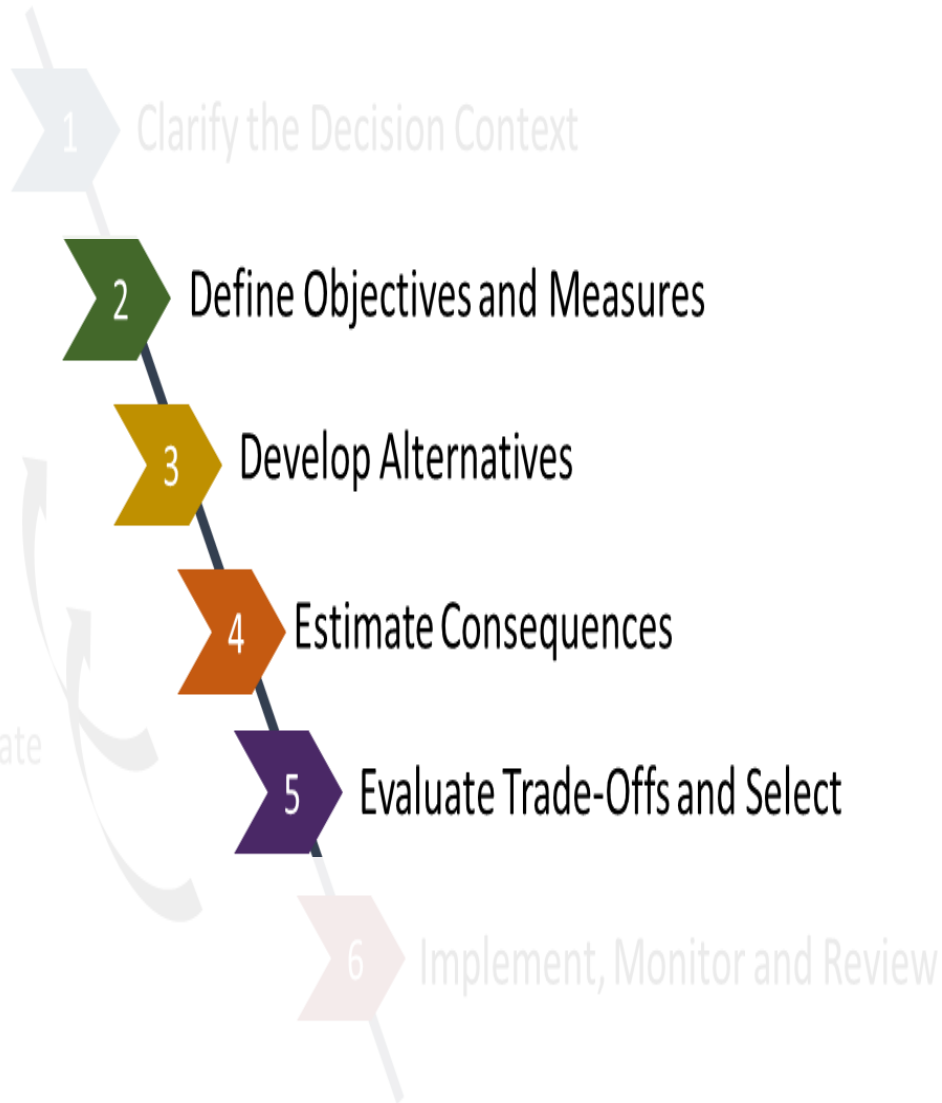 1 Clarify the Decision Context
2 Define Objectives and Measures
3 Develop Alternatives
4 Estimate Consequences
5 Evaluate Trade-Offs and Select
ate
6 Implement, Monitor and Review